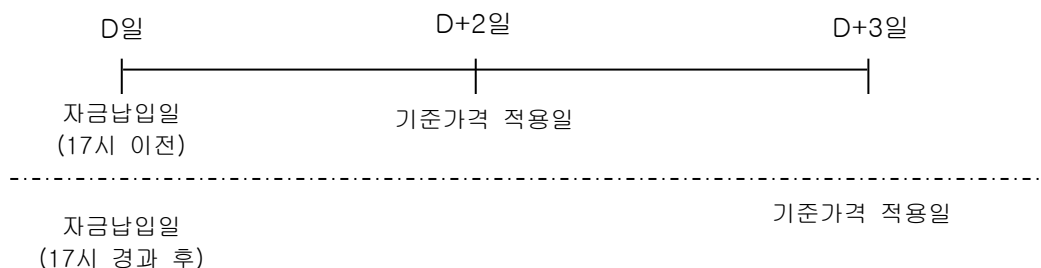 D일 D+2일 D+3일
자금납입일 기준가격 적용일
(17시 이전)
자금납입일 기준가격 적용일
(17시 경과 후)